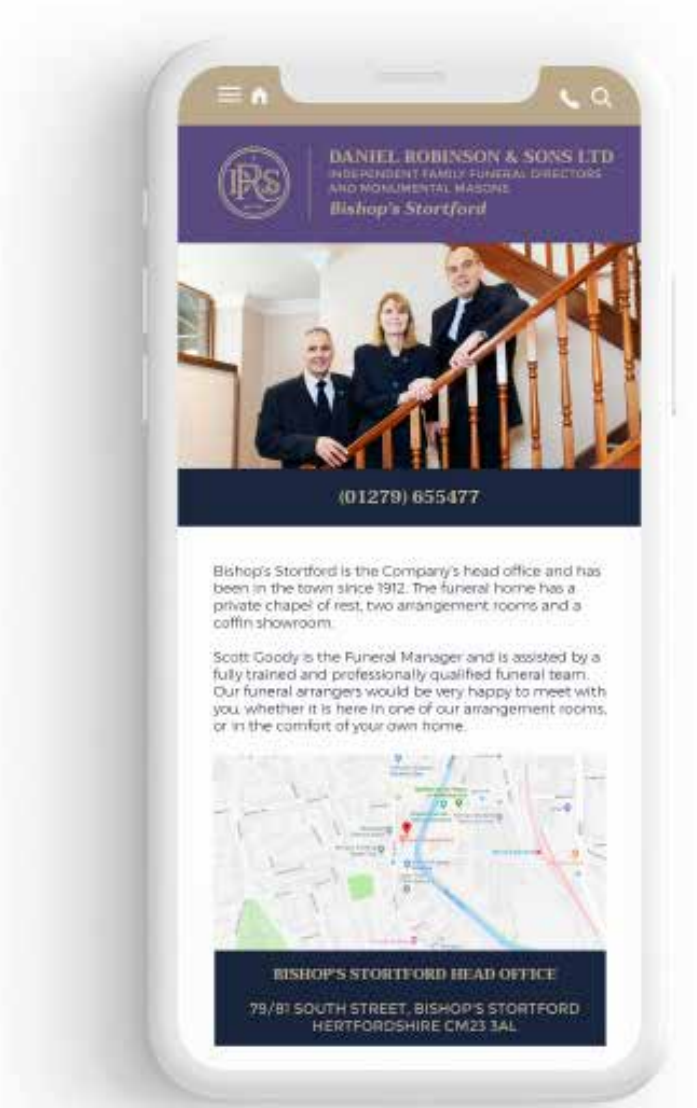 DANIEL ROBINSON & SONS LTD
INDEPENDENT FAMILY FUNERAL DIRECTORS
AND MONUMENTAL MASONS
Bishop's Stortford
(01279) 655477
Bishop's Stortford is the Company's head office and has
been in the town since 1912. The funeral home has a
private chapel of rest, two arrangement rooms and a
coffin showroom.
Scott Goody is the Funeral Manager and is assisted by a
fully trained and professionally qualified funeral team.
Our funeral arrangers would be very happy to meet with
you, whether it is here in one of our arrangement rooms,
or in the comfort of your own home.
BISHOP'S STORTFORD HEAD OFFICE
79/81 SOUTH STREET, BISHOP'S STORTFORD
HERTFORDSHIRE CM23 3AL